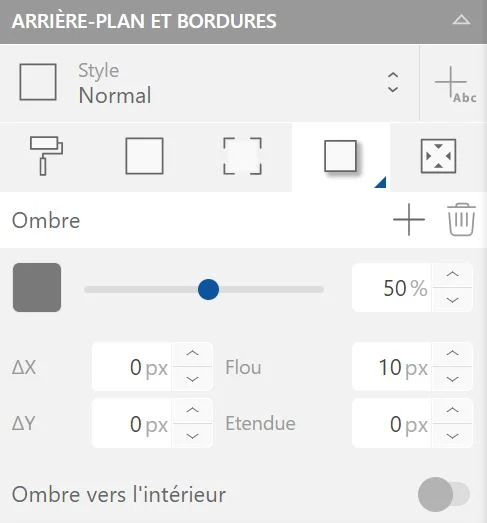 ARRIÈRE-PLAN ET BORDURES
Style
Normal
Abc
Ombre
50 %
ΔX 0 px Flou 10 px
ΔY 0 px Etendue 0 px
Ombre vers l'intérieur